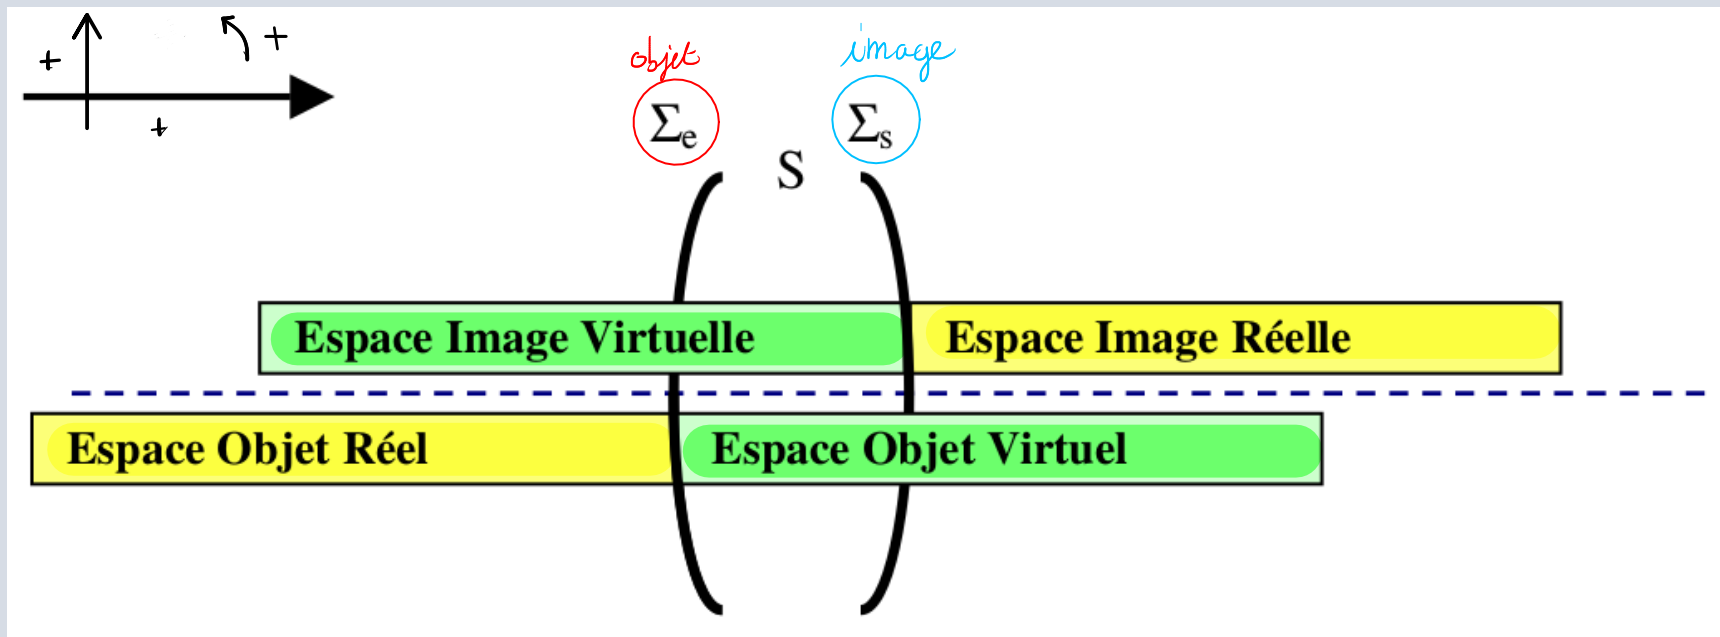 + +
+
objet image
Σe Σs
S
Espace Image Virtuelle Espace Image Réelle
Espace Objet Réel Espace Objet Virtuel